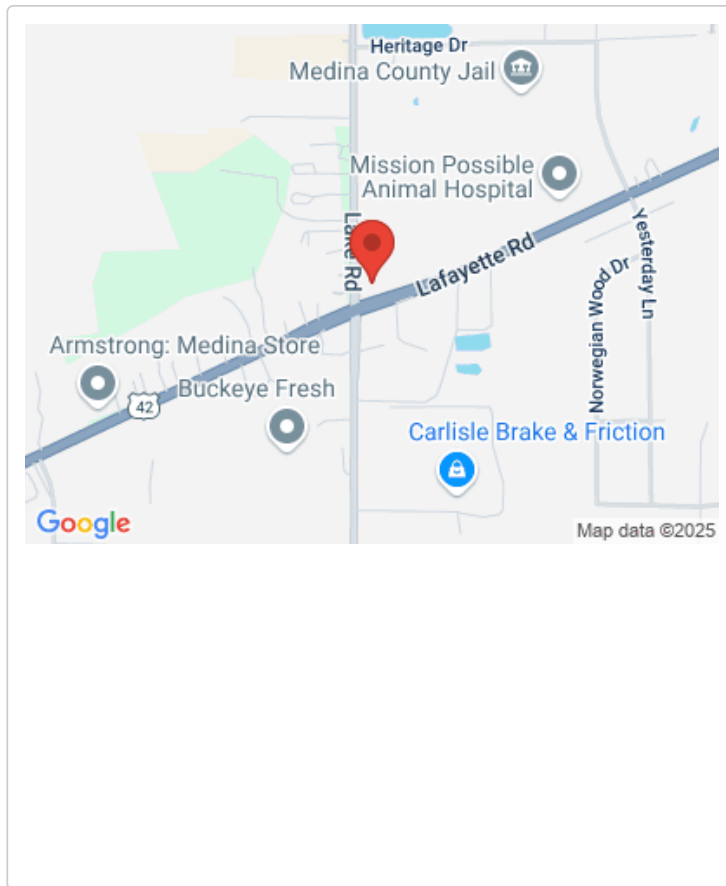 Heritage Dr
Medina County Jail
Mission Possible
Animal Hospital
Lake Rd
Lafayette Rd
Yesterday Ln
Norwegian Wood Dr
Armstrong: Medina Store
42
Buckeye Fresh
Carlisle Brake & Friction
Google
Map data ©2025